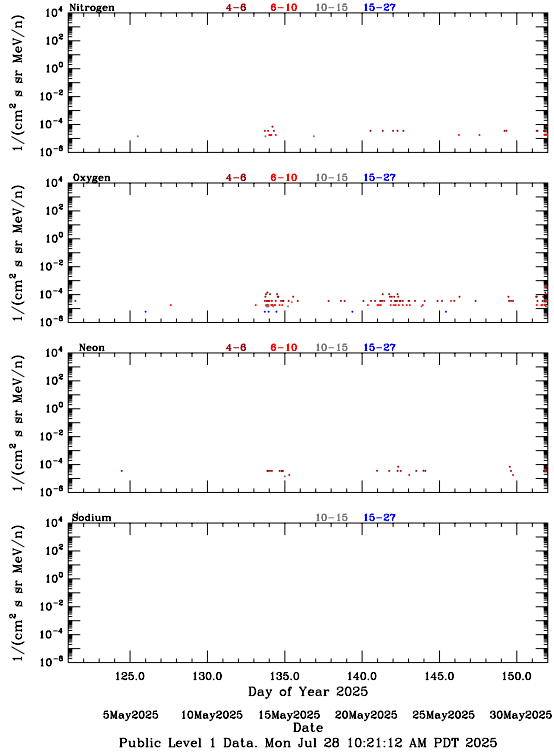 Nitrogen 4-6 6-10 10-15 15-27
10⁴
10²
10⁰
10⁻²
10⁻⁴
10⁻⁶
1/(cm² s sr MeV/n)
Oxygen 4-6 6-10 10-15 15-27
10⁴
10²
10⁰
10⁻²
10⁻⁴
10⁻⁶
1/(cm² s sr MeV/n)
Neon 4-6 6-10 10-15 15-27
10⁴
10²
10⁰
10⁻²
10⁻⁴
10⁻⁶
1/(cm² s sr MeV/n)
Sodium 10-15 15-27
10⁴
10²
10⁰
10⁻²
10⁻⁴
10⁻⁶
1/(cm² s sr MeV/n)
125.0 130.0 135.0 140.0 145.0 150.0
Day of Year 2025
5May2025 10May2025 15May2025 20May2025 25May2025 30May2025
Date
Public Level 1 Data. Mon Jul 28 10:21:12 AM PDT 2025